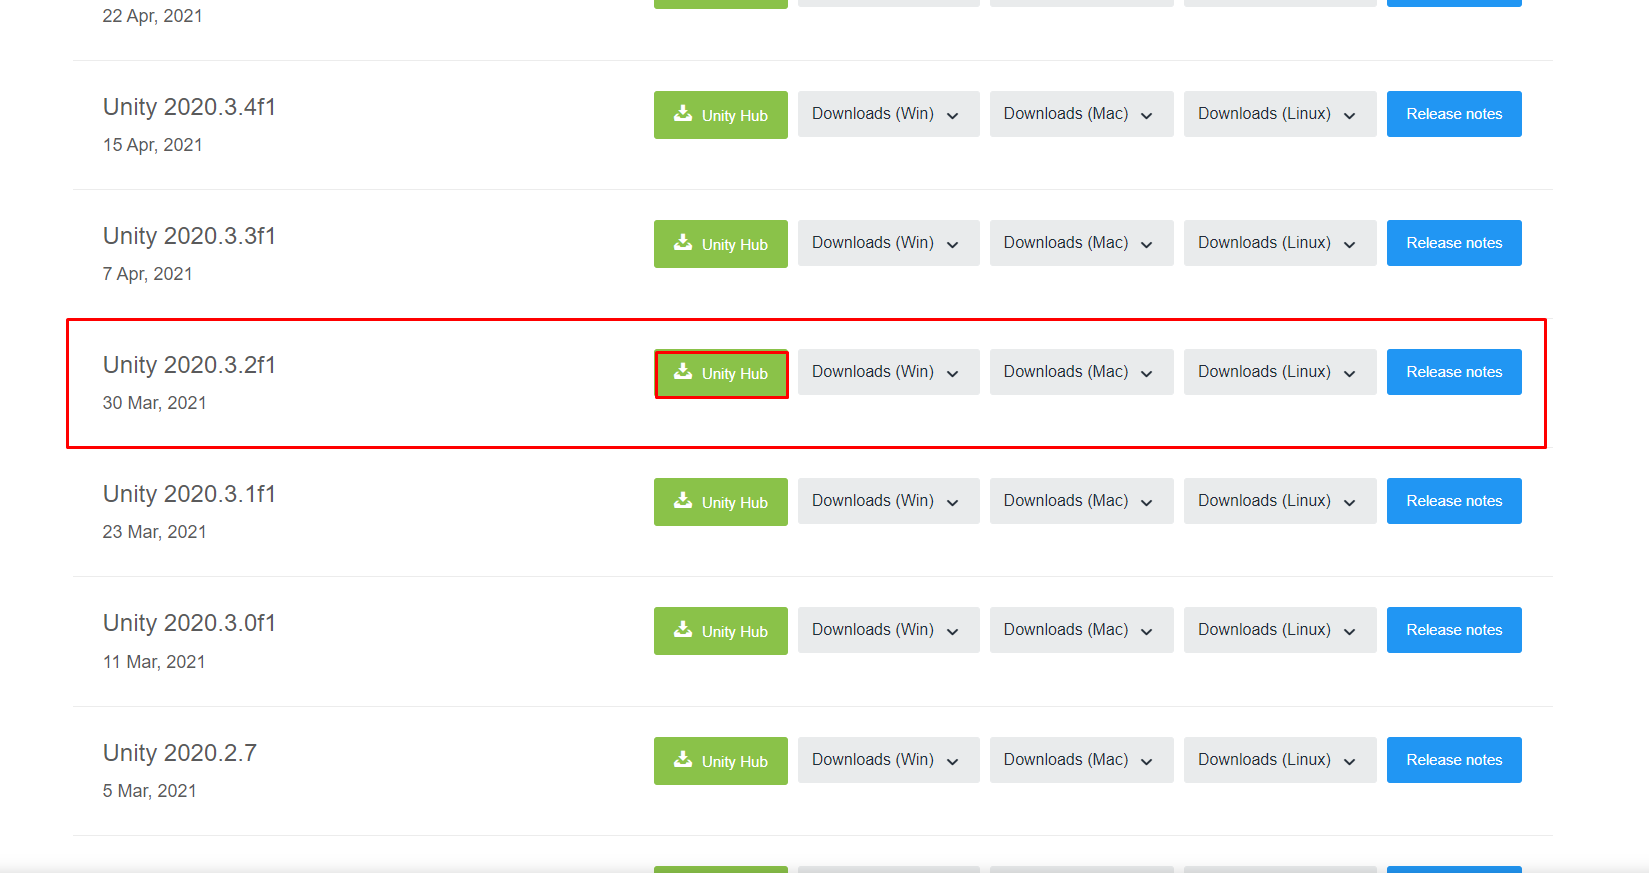 22 Apr, 2021
Unity 2020.3.4f1
15 Apr, 2021
Unity Hub
Downloads (Win)
Downloads (Mac)
Downloads (Linux)
Release notes
Unity 2020.3.3f1
7 Apr, 2021
Unity Hub
Downloads (Win)
Downloads (Mac)
Downloads (Linux)
Release notes
Unity 2020.3.2f1
30 Mar, 2021
Unity Hub
Downloads (Win)
Downloads (Mac)
Downloads (Linux)
Release notes
Unity 2020.3.1f1
23 Mar, 2021
Unity Hub
Downloads (Win)
Downloads (Mac)
Downloads (Linux)
Release notes
Unity 2020.3.0f1
11 Mar, 2021
Unity Hub
Downloads (Win)
Downloads (Mac)
Downloads (Linux)
Release notes
Unity 2020.2.7
5 Mar, 2021
Unity Hub
Downloads (Win)
Downloads (Mac)
Downloads (Linux)
Release notes